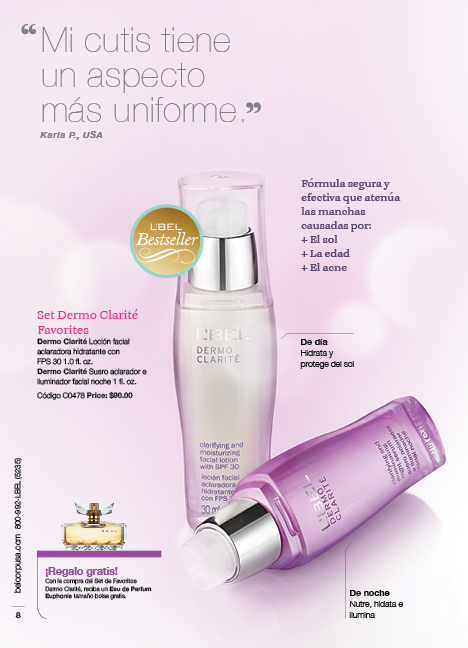 “Mi cutis tiene
un aspecto
más uniforme.”
Karla P., USA
L'BEL
Bestseller
Fórmula segura y
efectiva que atenúa
las manchas
causadas por:
+ El sol
+ La edad
+ El acne
Set Dermo Clarité
Favorites
Dermo Clarité Loción facial
aclaradora hidratante con
FPS 30 1.0 fl. oz.
Dermo Clarité Suero aclarador e
iluminador facial noche 1 fl. oz.
Código C0478 Price: $90.00
L'BEL
DERMO
CLARITÉ
clarifying and
moisturizing
facial lotion
with SPF 30
loción facial
aclaradora
hidratante
con FPS
30 ml
De día
Hidrata y
protege del sol
L'BEL
DERMO
CLARITÉ
De noche
Nutre, hidrata e
ilumina
¡Regalo gratis!
Con la compra del Set de Favoritos
Dermo Clarité, reciba un Eau de Parfum
Euphorie tamaño bolsa gratis.
belcorpusa.com 800-992-LBEL (5235)
8